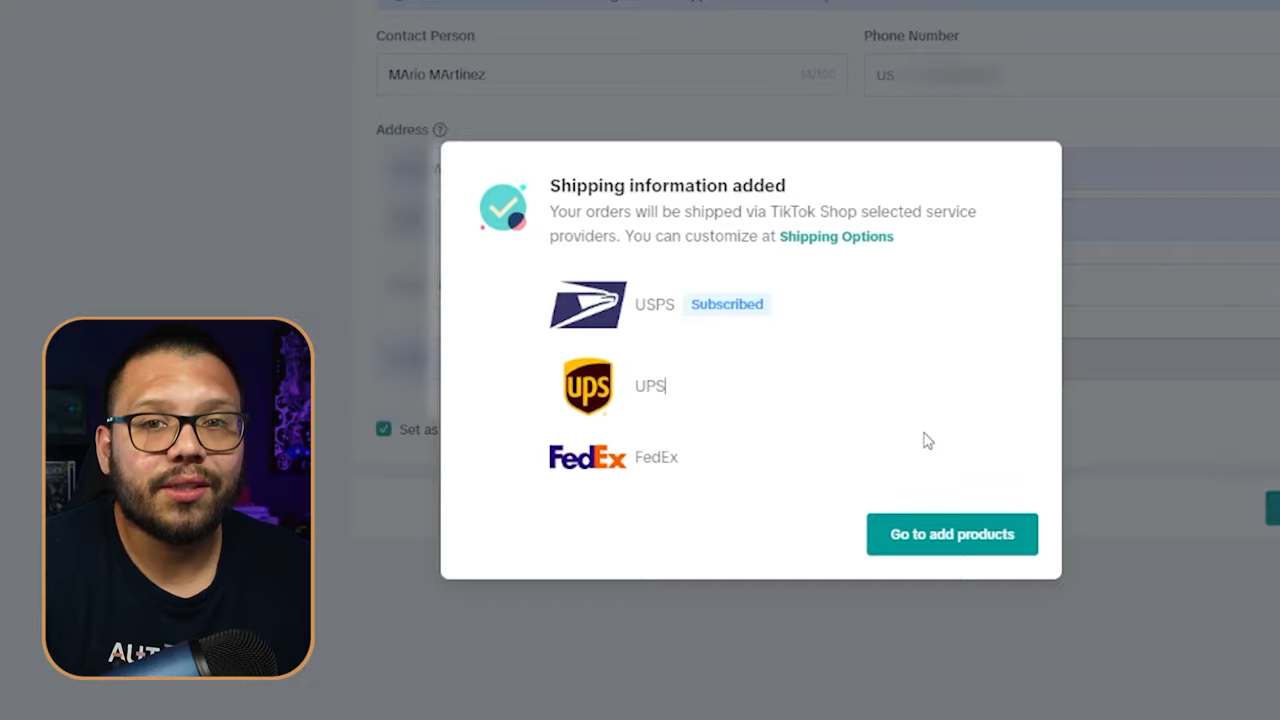 Contact Person
Phone Number
MArio MArtinez
14/100
US
Address
Shipping information added
Your orders will be shipped via TikTok Shop selected service
providers. You can customize at Shipping Options
USPS Subscribed
ups UPS
Set as
FedEx FedEx
Go to add products